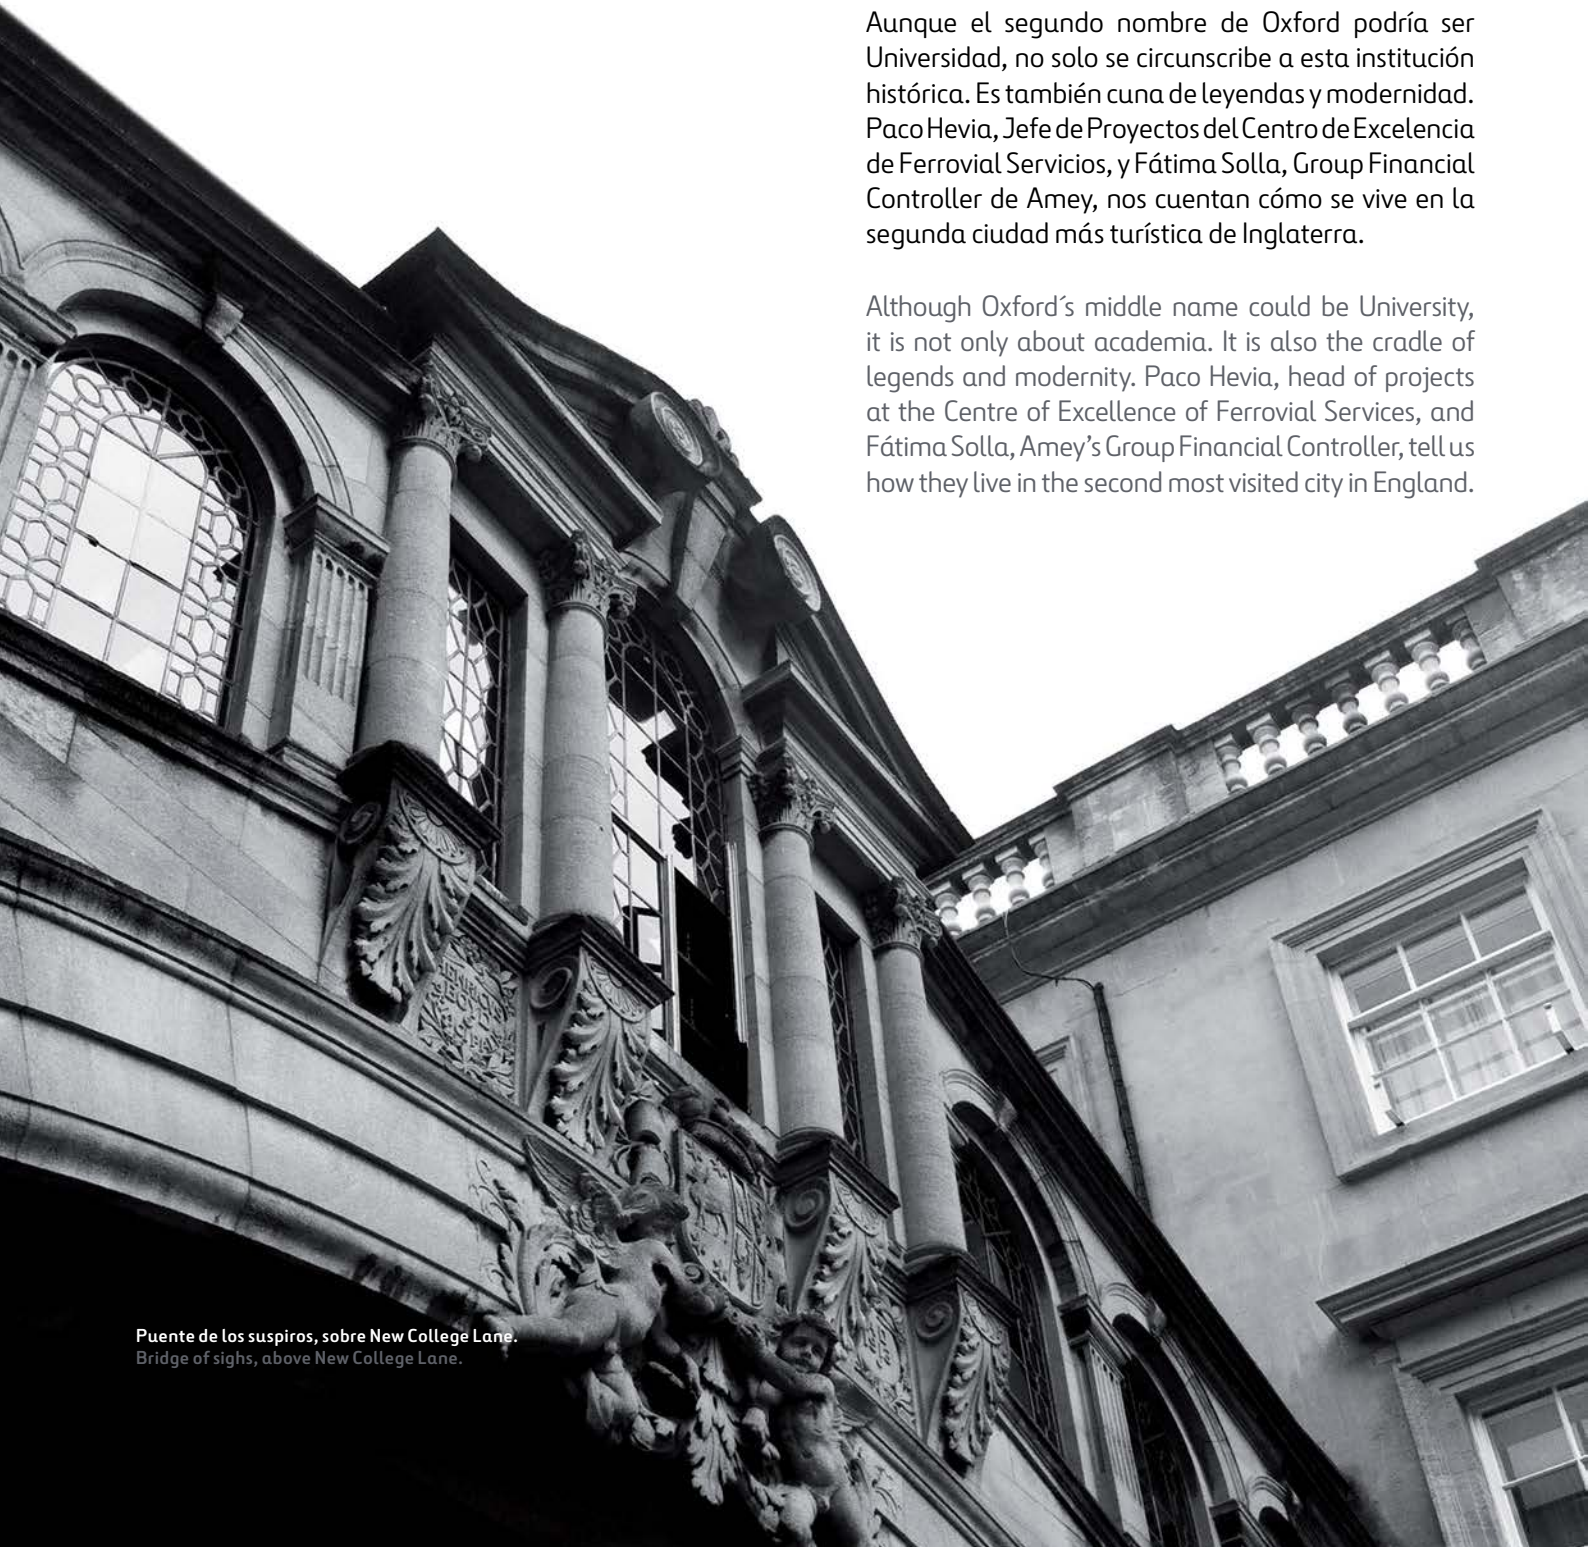 Aunque el segundo nombre de Oxford podría ser
Universidad, no solo se circunscribe a esta institución
histórica. Es también cuna de leyendas y modernidad.
Paco Hevia, Jefe de Proyectos del Centro de Excelencia
de Ferrovial Servicios, y Fátima Solla, Group Financial
Controller de Amey, nos cuentan cómo se vive en la
segunda ciudad más turística de Inglaterra.
Although Oxford´s middle name could be University,
it is not only about academia. It is also the cradle of
legends and modernity. Paco Hevia, head of projects
at the Centre of Excellence of Ferrovial Services, and
Fátima Solla, Amey’s Group Financial Controller, tell us
how they live in the second most visited city in England.
Puente de los suspiros, sobre New College Lane.
Bridge of sighs, above New College Lane.